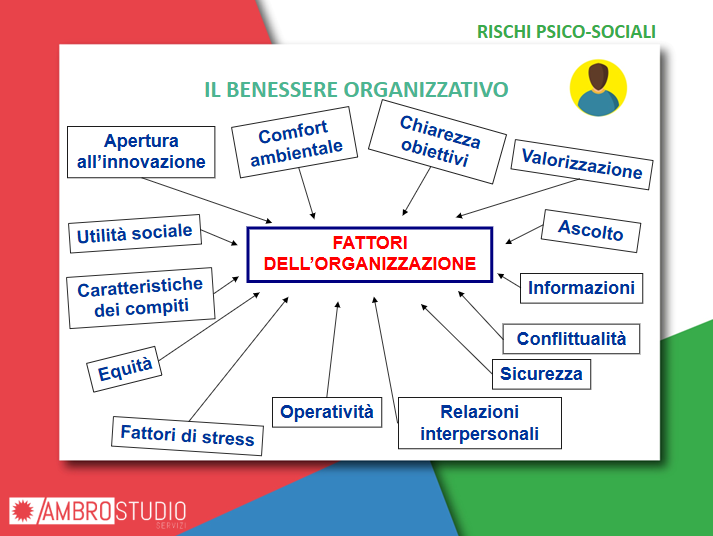 RISCHI PSICO-SOCIALI
IL BENESSERE ORGANIZZATIVO
Apertura
all'innovazione
Comfort
ambientale
Chiarezza
obiettivi
Valorizzazione
Utilità sociale
FATTORI
DELL'ORGANIZZAZIONE
Ascolto
Caratteristiche
dei compiti
Informazioni
Equità
Conflittualità
Sicurezza
Fattori di stress
Operatività
Relazioni
interpersonali
AMBROSTUDIO
SERVIZI